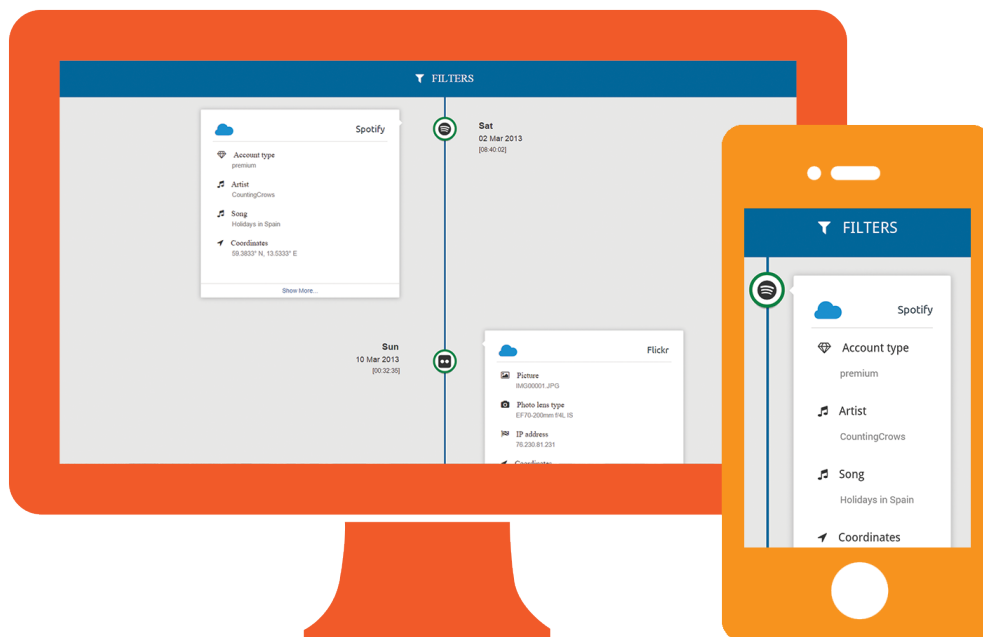 FILTERS
Spotify
Account type
premium
Artist
CountingCrows
Song
Holidays in Spain
Coordinates
59.3833° N, 13.5333° E
Show More...
Sat
02 Mar 2013
[08:40:02]
Sun
10 Mar 2013
[00:32:35]
Flickr
Picture
IMG00001.JPG
Photo lens type
EF70-200mm f/4L IS
IP address
78.230.81.231
Coordinates
FILTERS
Spotify
Account type
premium
Artist
CountingCrows
Song
Holidays in Spain
Coordinates